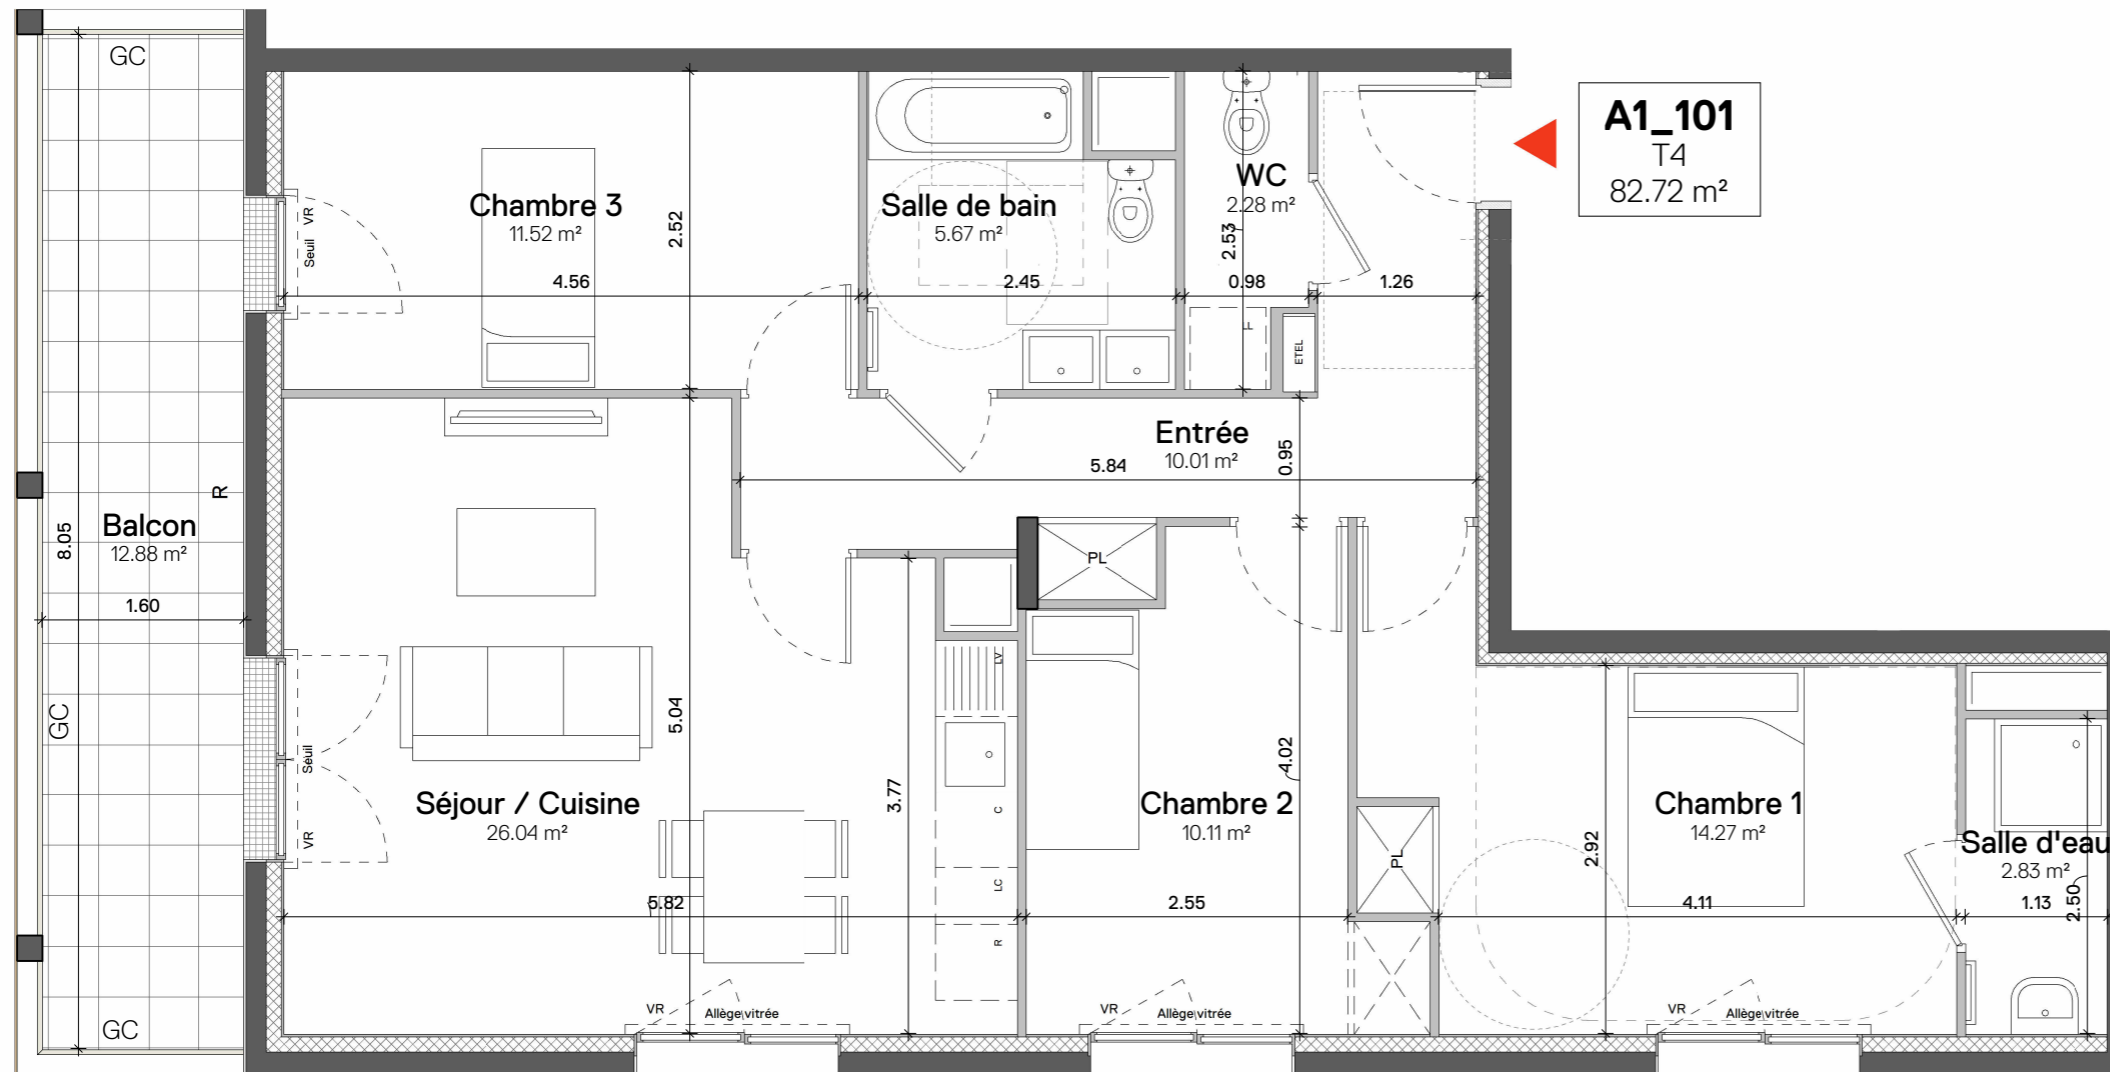 GC
A1_101
T4
82.72 m²
Chambre 3
11.52 m²
2.52
4.56
VR
Seuil
Salle de bain
5.67 m²
2.45
WC
2.28 m²
2.53
0.98
1.26
ETEL
Entrée
10.01 m²
5.84
0.95
R
Balcon
12.88 m²
8.05
1.60
GC
GC
PL
Séjour / Cuisine
26.04 m²
5.04
5.82
3.77
Seuil
VR
LV
C
LC
R
VR
Allège vitrée
Chambre 2
10.11 m²
4.02
2.55
VR
Allège vitrée
PL
Chambre 1
14.27 m²
2.92
4.11
VR
Allège vitrée
Salle d'eau
2.83 m²
1.13
2.50